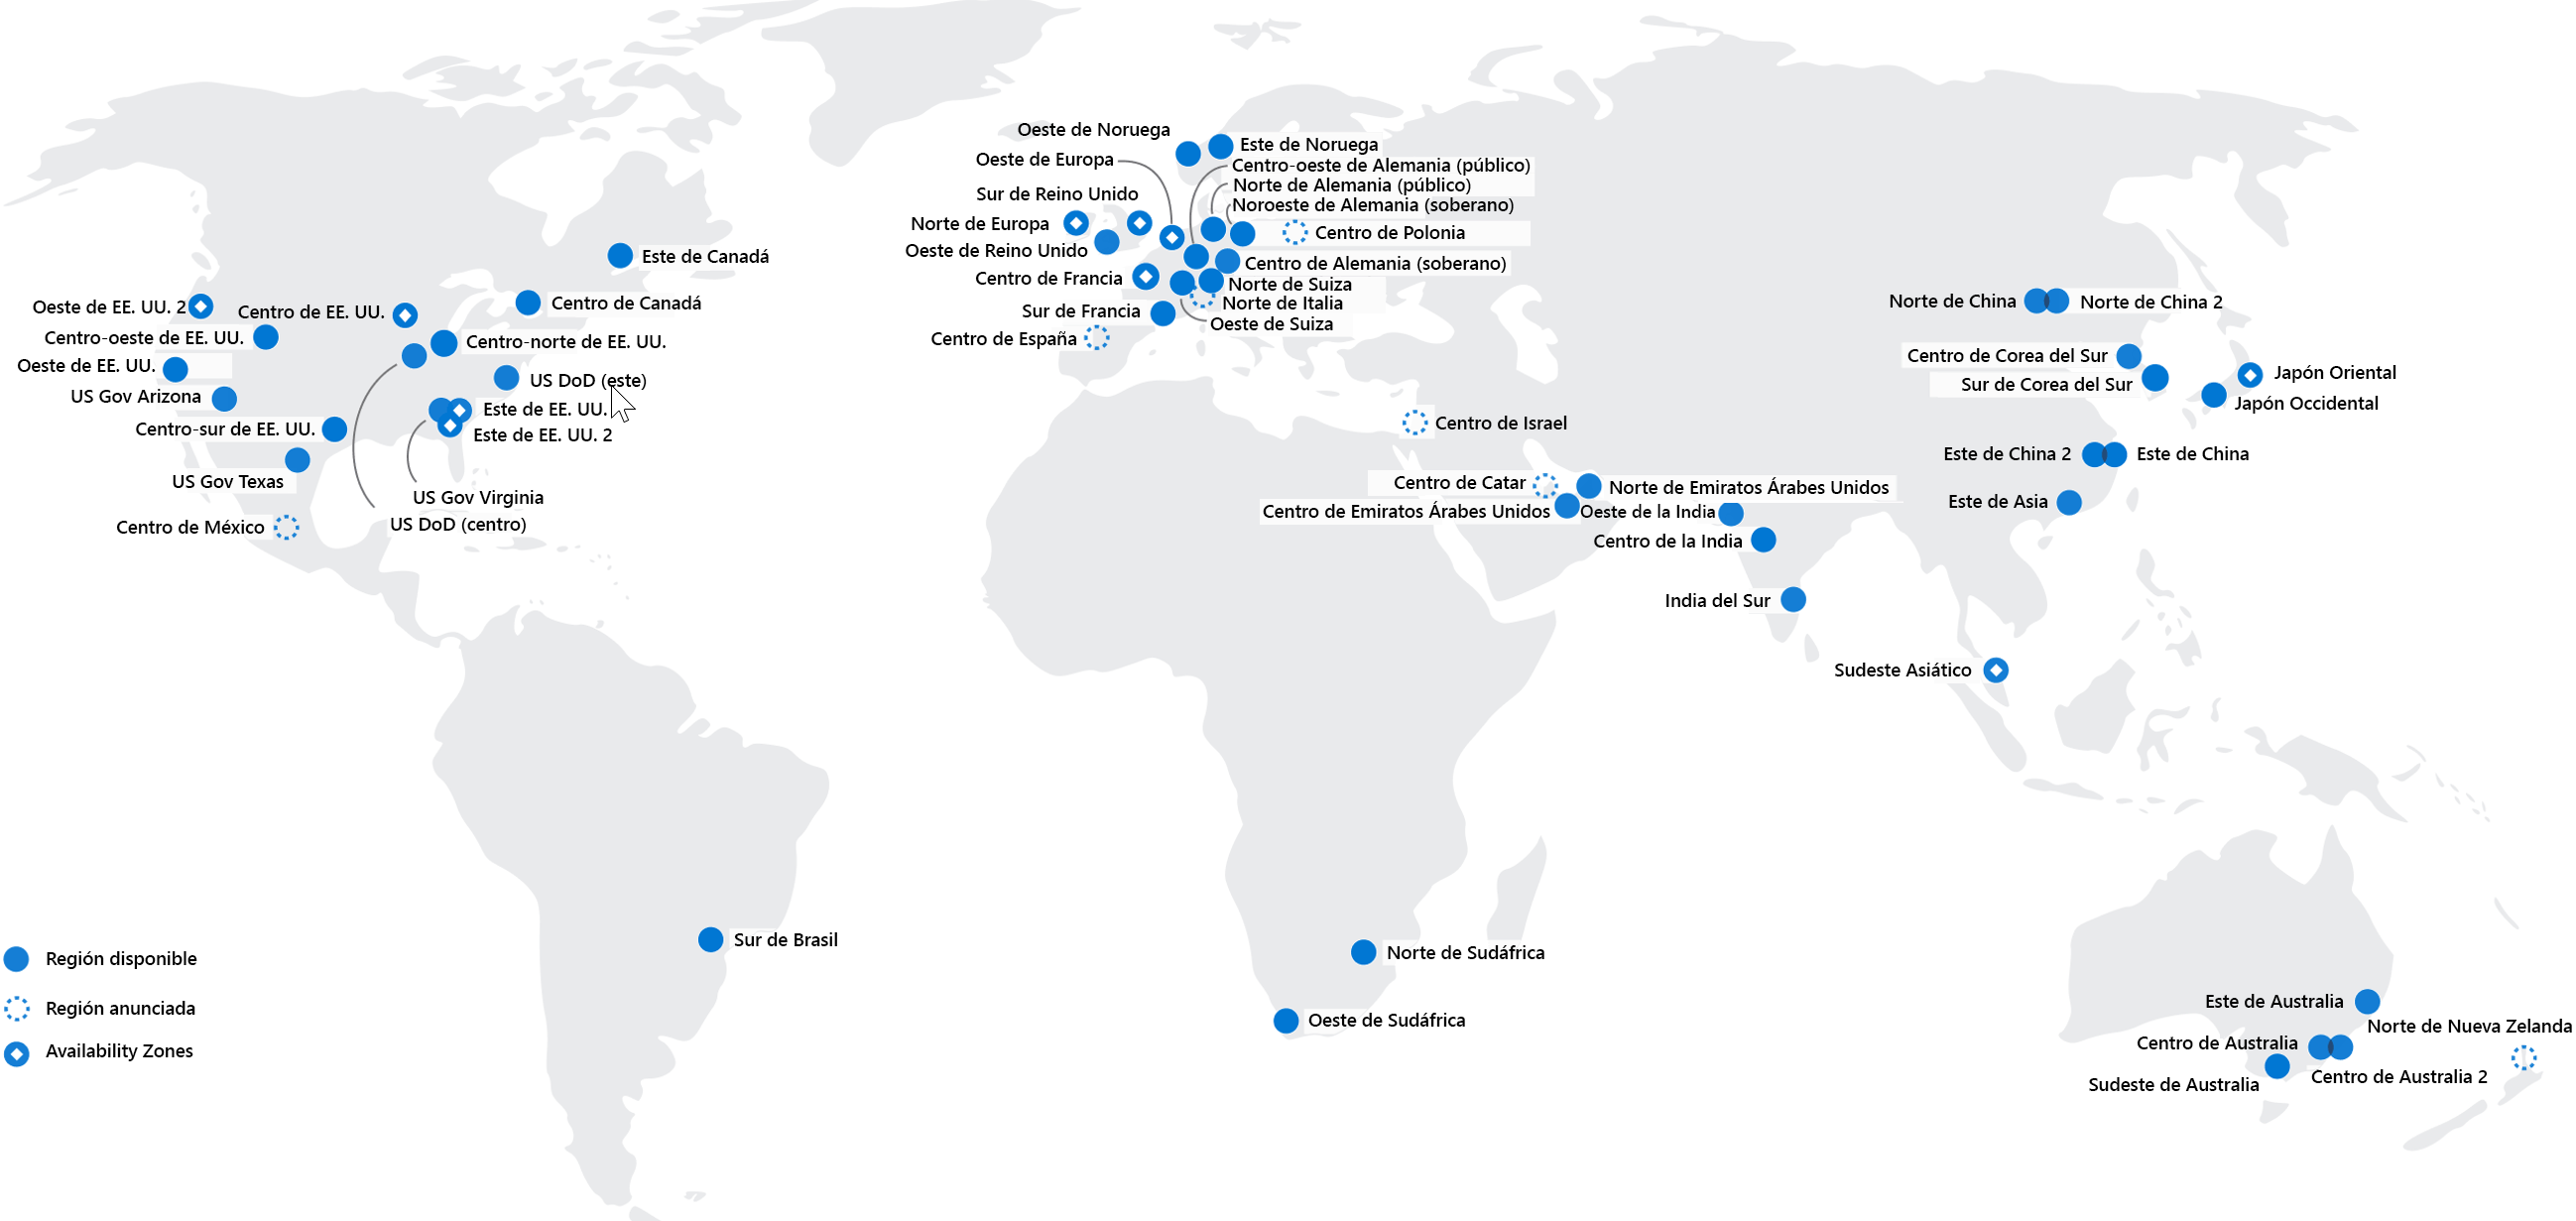 Oeste de Noruega
Este de Noruega
Oeste de Europa
Centro-oeste de Alemania (público)
Norte de Alemania (público)
Sur de Reino Unido
Noroeste de Alemania (soberano)
Norte de Europa
Centro de Polonia
Oeste de Reino Unido
Centro de Alemania (soberano)
Centro de Francia
Norte de Suiza
Norte de Italia
Sur de Francia
Oeste de Suiza
Centro de España
Este de Canadá
Centro de Canadá
Oeste de EE. UU. 2
Centro de EE. UU.
Centro-oeste de EE. UU.
Centro-norte de EE. UU.
Oeste de EE. UU.
US DoD (este)
US Gov Arizona
Este de EE. UU.
Centro-sur de EE. UU.
Este de EE. UU. 2
US Gov Texas
US Gov Virginia
US DoD (centro)
Centro de México
Norte de China
Norte de China 2
Centro de Corea del Sur
Sur de Corea del Sur
Japón Oriental
Japón Occidental
Centro de Israel
Este de China 2
Este de China
Centro de Catar
Norte de Emiratos Árabes Unidos
Centro de Emiratos Árabes Unidos
Oeste de la India
Este de Asia
Centro de la India
India del Sur
Sudeste Asiático
Sur de Brasil
Norte de Sudáfrica
Oeste de Sudáfrica
Este de Australia
Norte de Nueva Zelanda
Centro de Australia
Centro de Australia 2
Sudeste de Australia
Región disponible
Región anunciada
Availability Zones